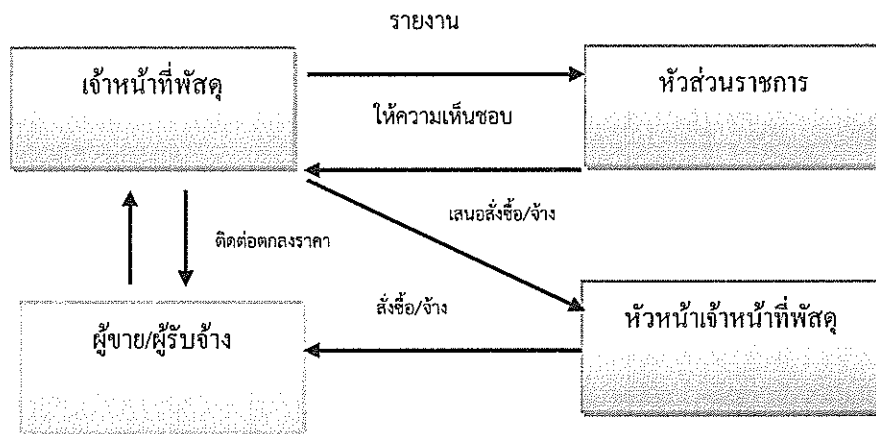 รายงาน
เจ้าหน้าที่พัสดุ
หัวส่วนราชการ
ให้ความเห็นชอบ
เสนอสั่งซื้อ/จ้าง
ติดต่อตกลงราคา
สั่งซื้อ/จ้าง
ผู้ขาย/ผู้รับจ้าง
หัวหน้าเจ้าหน้าที่พัสดุ